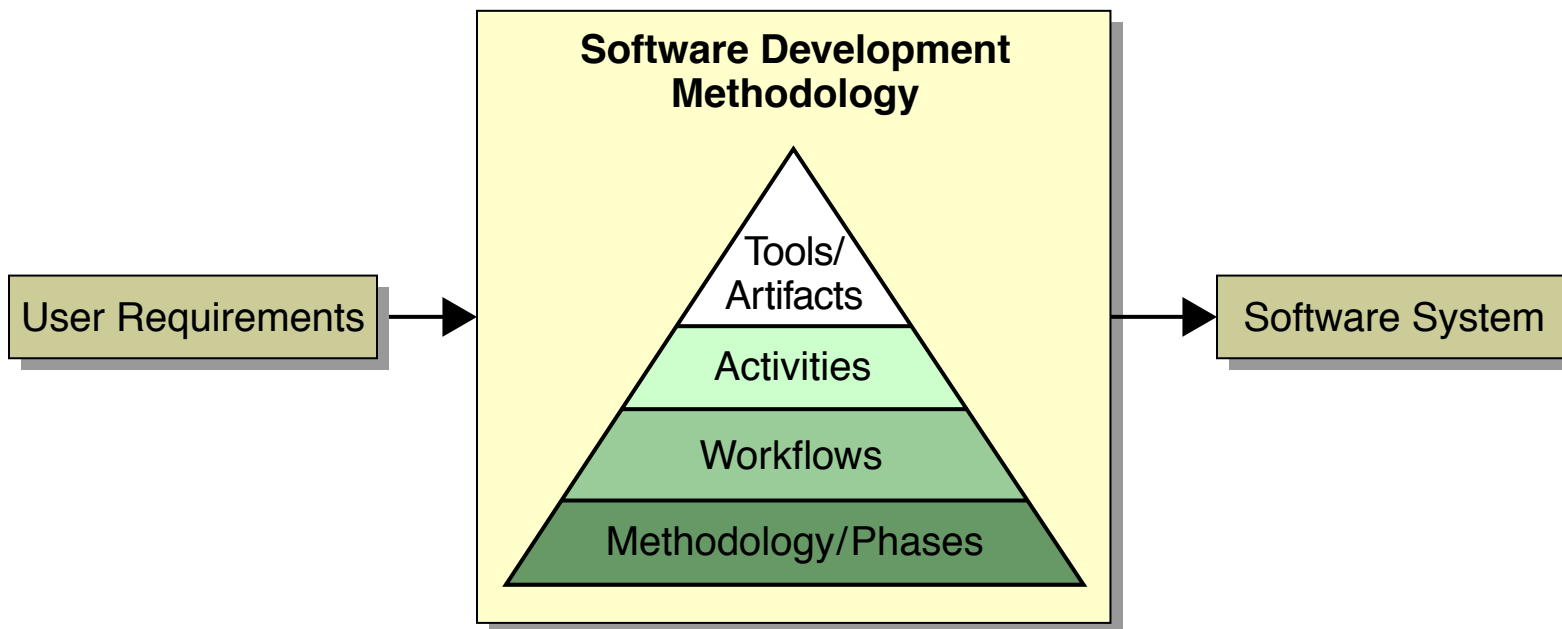 Software Development
Methodology
Tools/
Artifacts
User Requirements
Software System
Activities
Workflows
Methodology/Phases